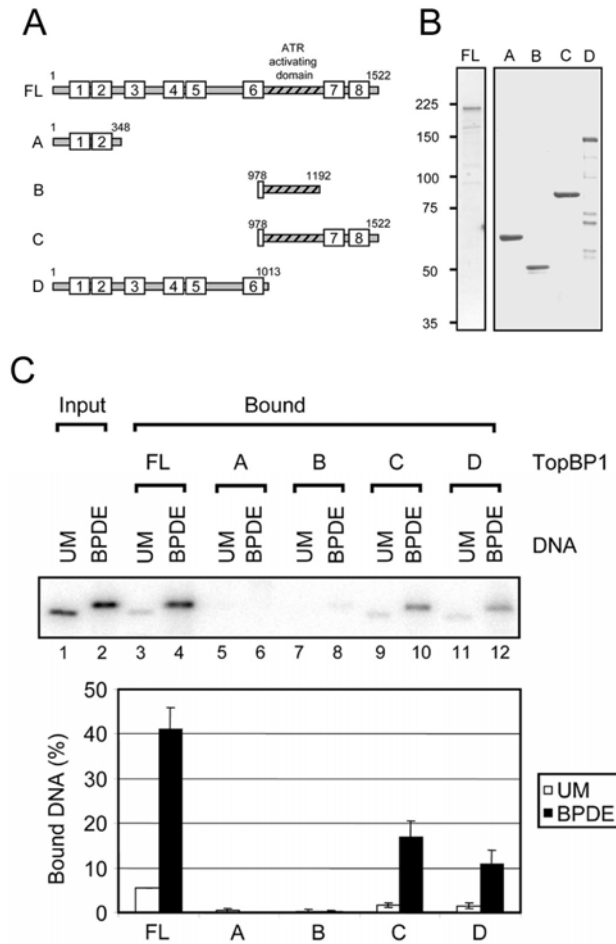 A
ATR
activating
domain
1 1522
FL 1 2 3 4 5 6 7 8
1 348
A 1 2
978 1192
B
978 1522
C 7 8
1 1013
D 1 2 3 4 5 6
B
FL A B C D
225
150
100
75
50
35
C
Input Bound
FL A B C D TopBP1
UM BPDE UM BPDE UM BPDE UM BPDE UM BPDE UM BPDE DNA
1 2 3 4 5 6 7 8 9 10 11 12
Bound DNA (%)
50
40
30
20
10
0
FL A B C D
UM
BPDE